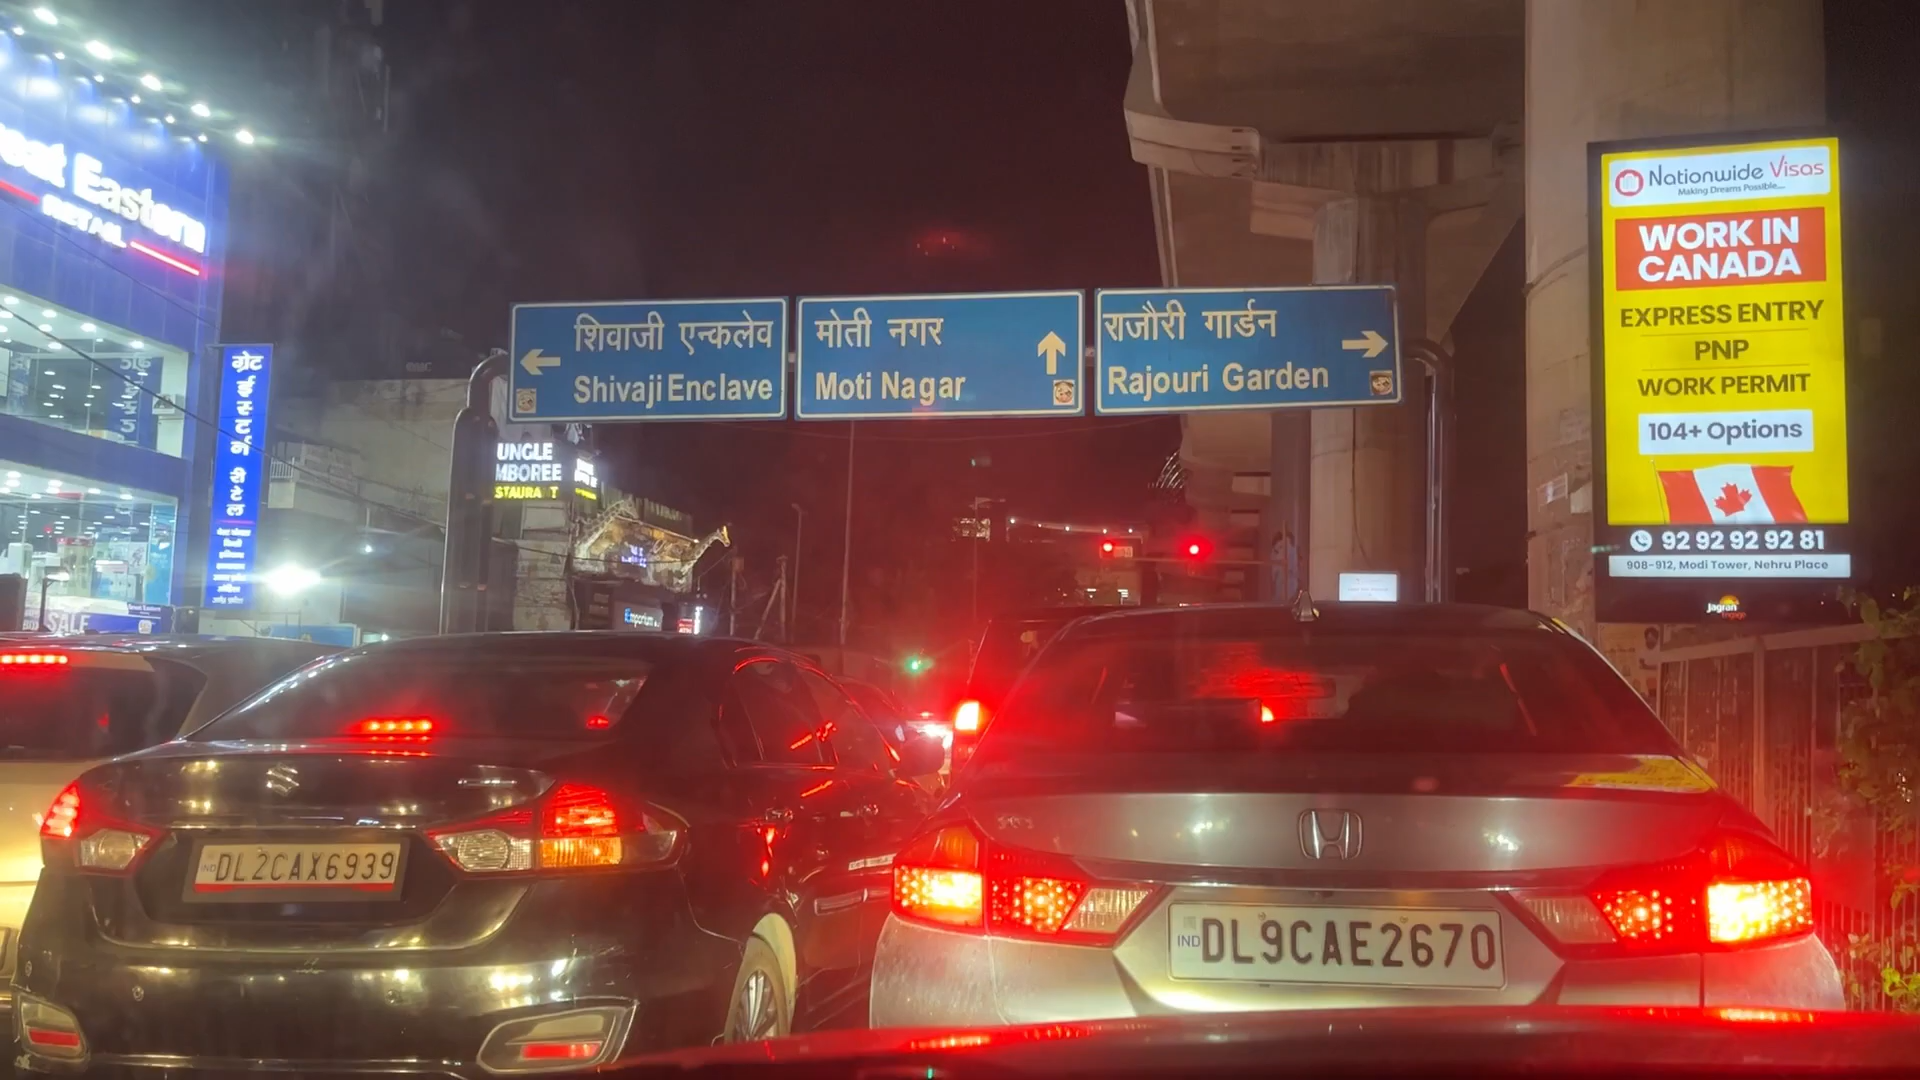 Eastern
RETAIL
ग्रेट
ईस्टर्न
रीटेल
SALE
UNGLE
MBOREE
STAURA T
शिवाजी एन्कलेव
Shivaji Enclave
मोती नगर
Moti Nagar
राजौरी गार्डन
Rajouri Garden
Nationwide Visas
Making Dreams Possible...
WORK IN
CANADA
EXPRESS ENTRY
PNP
WORK PERMIT
104+ Options
92 92 92 92 81
908-912, Modi Tower, Nehru Place
Jagran
Engage
IND DL2CAX6939
IND DL9CAE2670